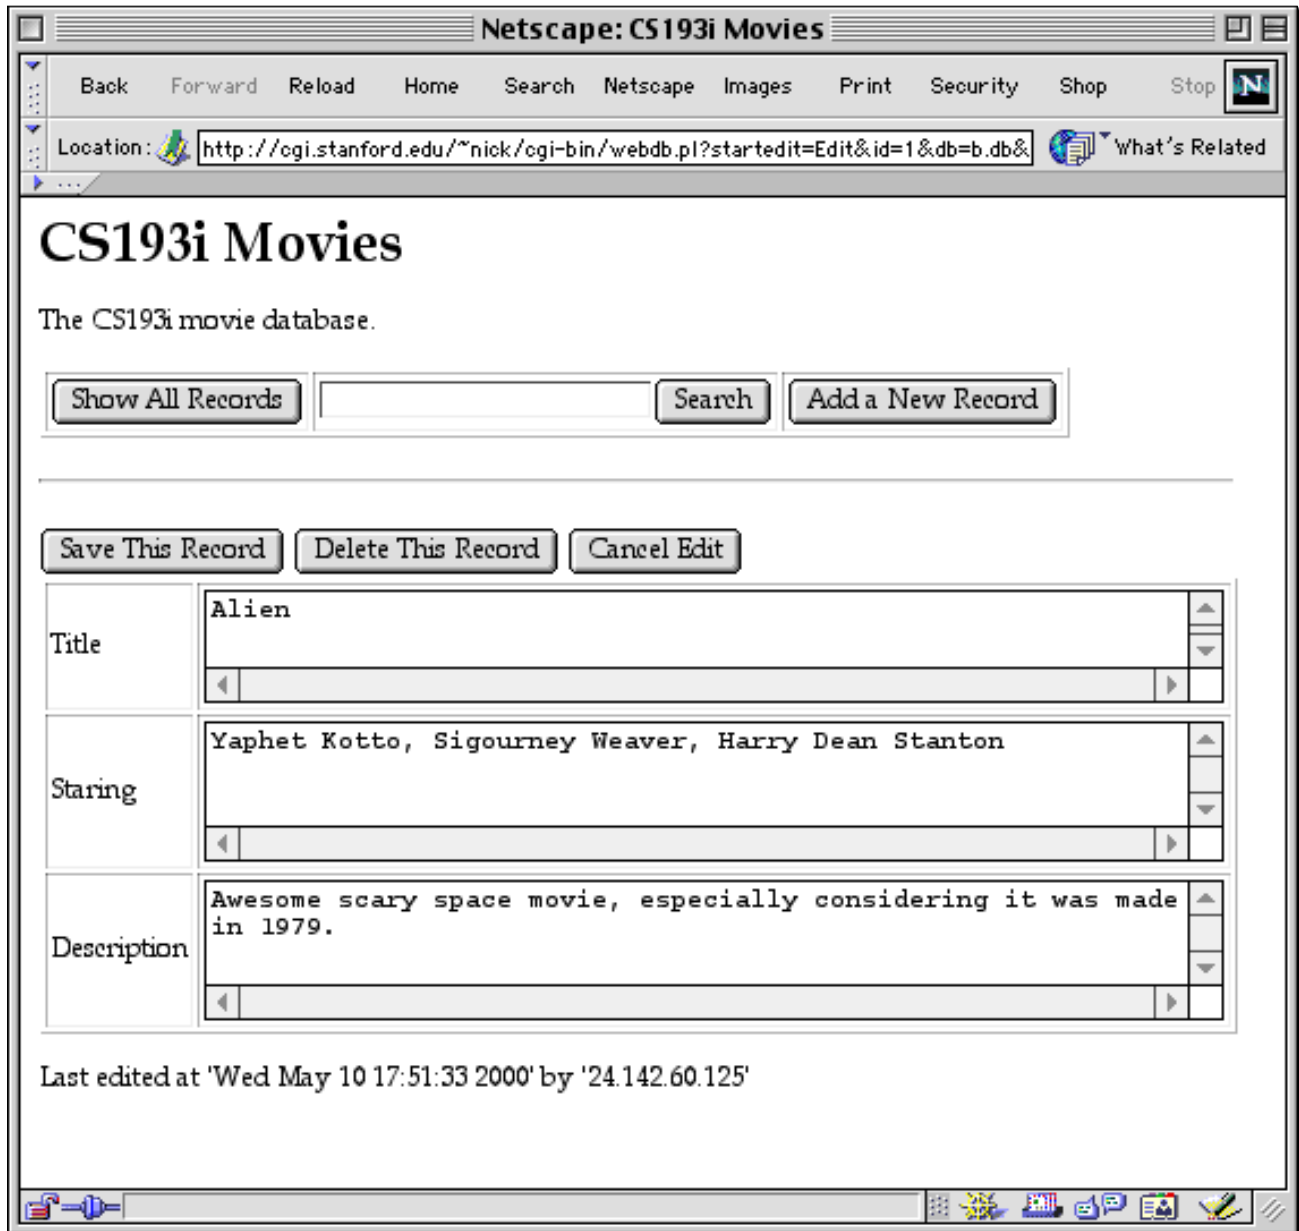 Netscape: CS193i Movies
Back Forward Reload Home Search Netscape Images Print Security Shop Stop N
Location: http://cgi.stanford.edu/~nick/cgi-bin/webdb.pl?startedit=Edit&id=1&db=b.db& What's Related
...
CS193i Movies
The CS193i movie database.
Show All Records Search Add a New Record
Save This Record Delete This Record Cancel Edit
Title
Alien
Staring
Yaphet Kotto, Sigourney Weaver, Harry Dean Stanton
Description
Awesome scary space movie, especially considering it was made
in 1979.
Last edited at 'Wed May 10 17:51:33 2000' by '24.142.60.125'